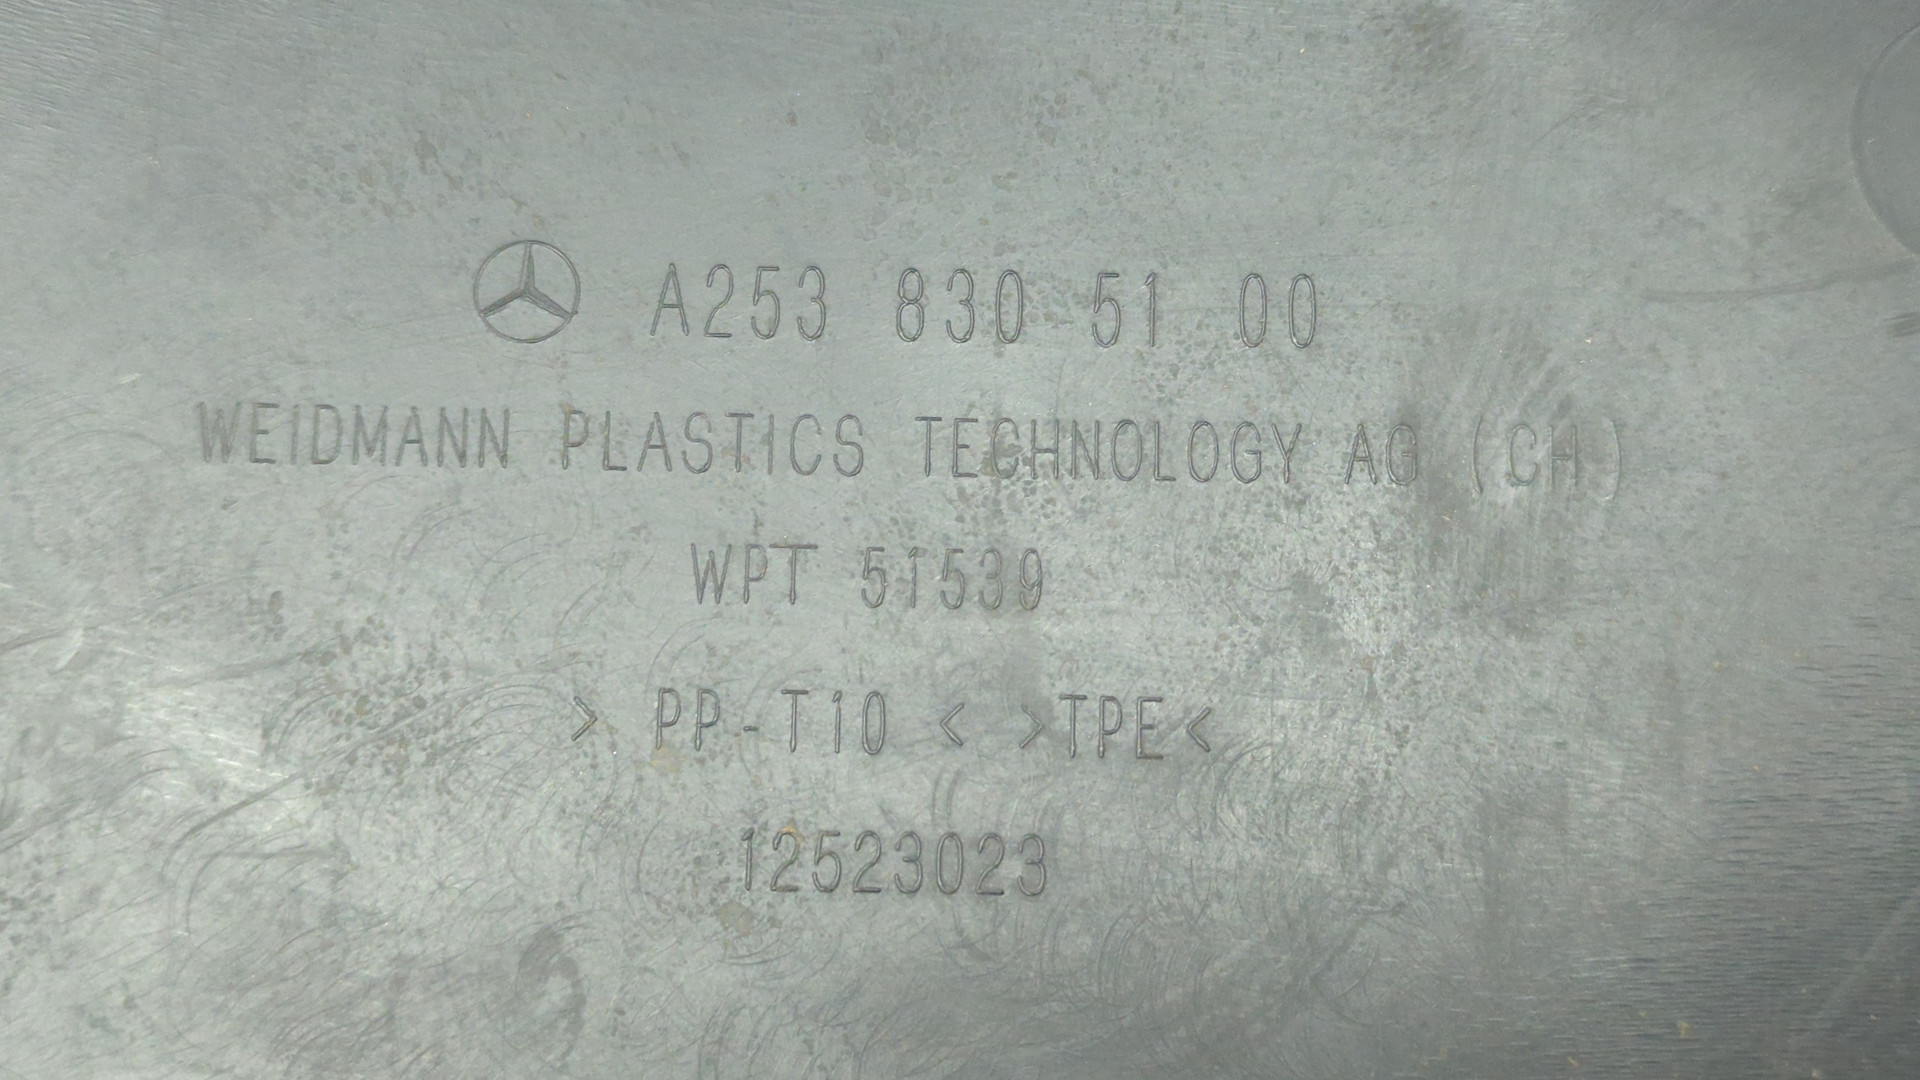 A253 830 51 00
WEIDMANN PLASTICS TECHNOLOGY AG (CH)
WPT 51539
> PP-T10 < >TPE<
12523023